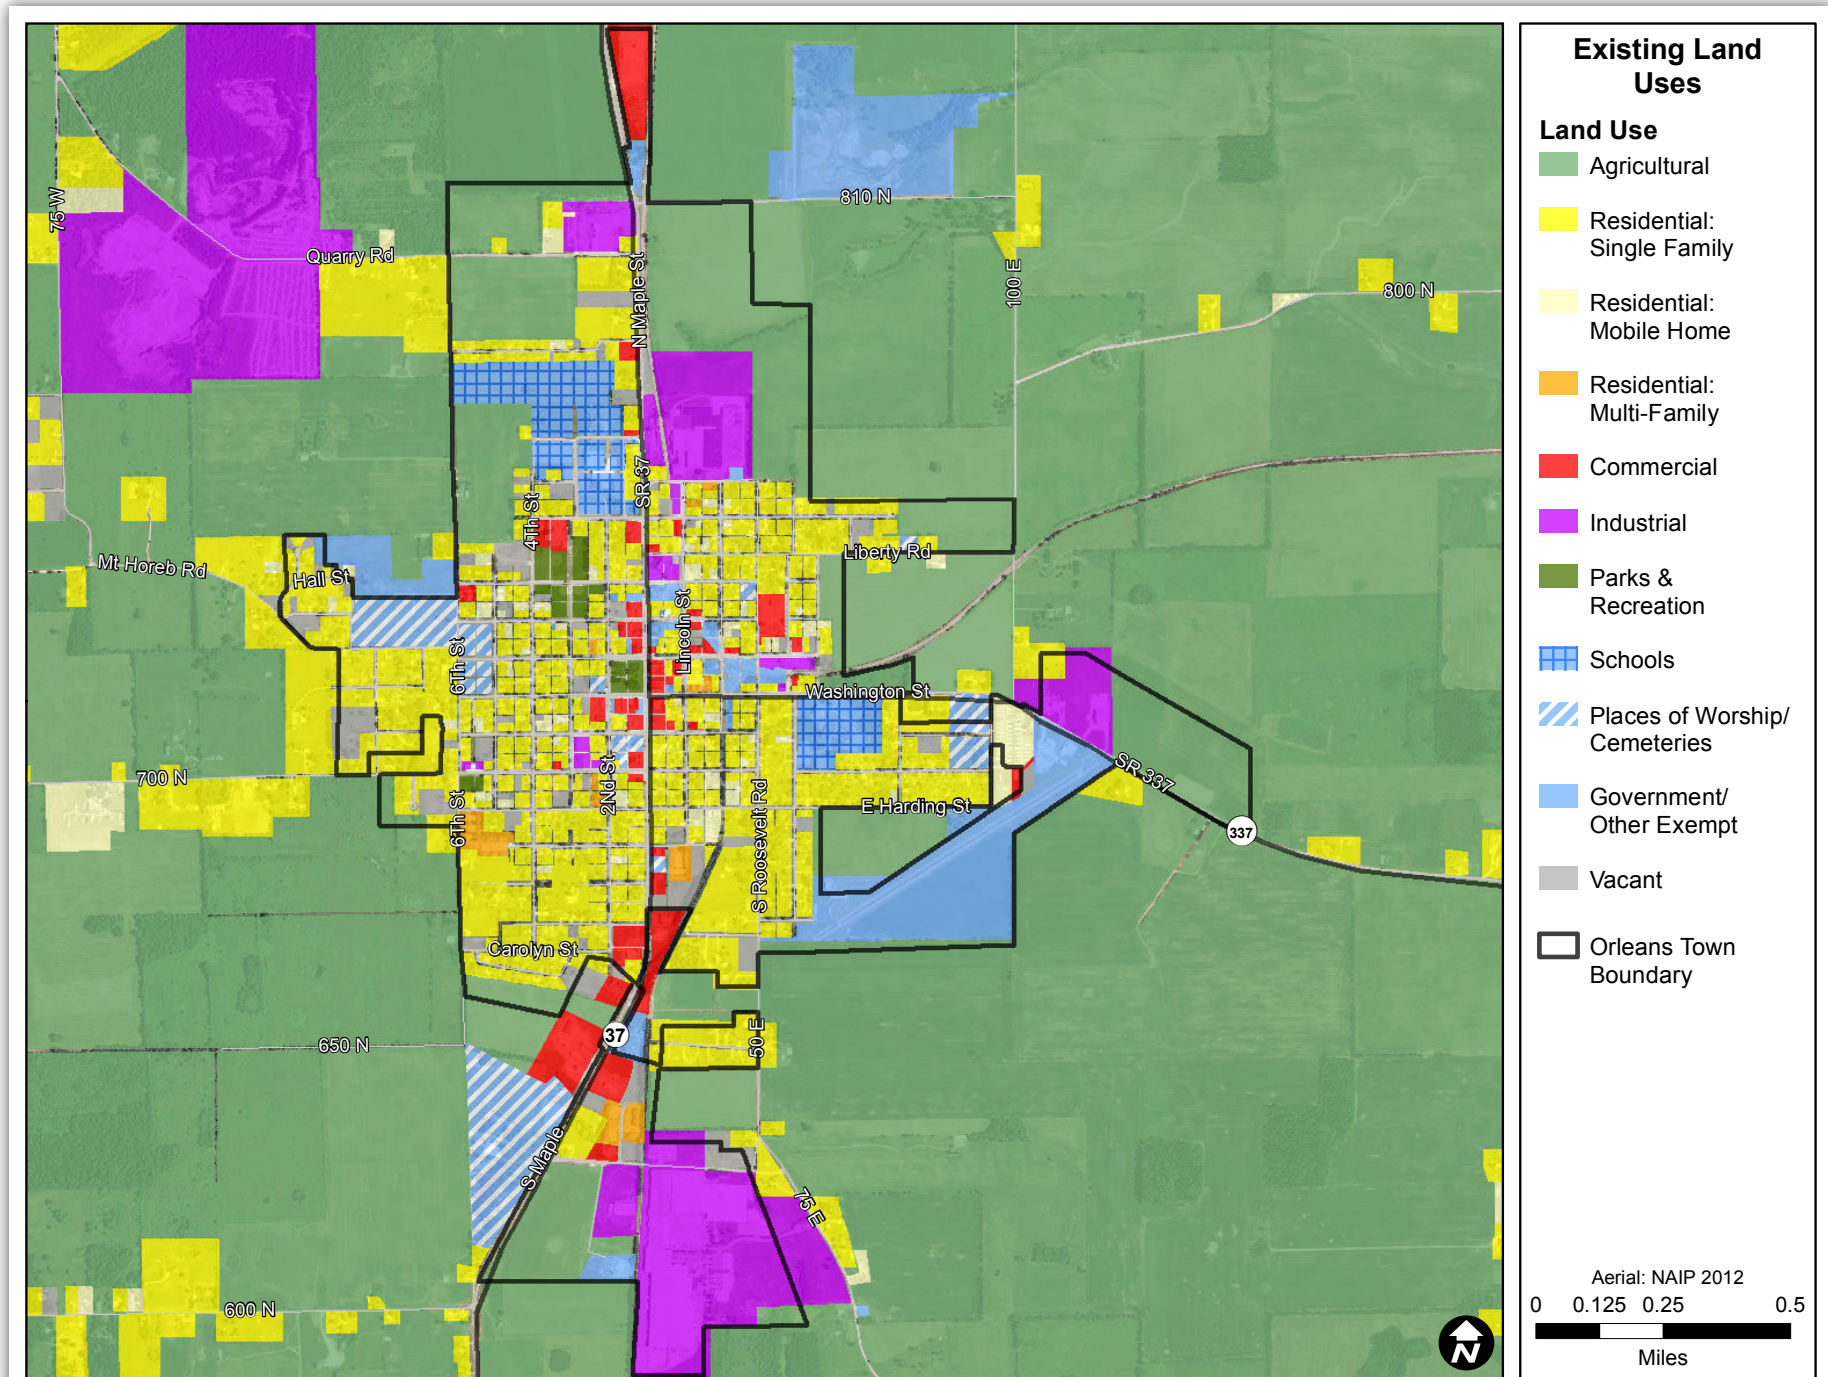 Existing Land
Uses
Land Use
Agricultural
Residential:
Single Family
Residential:
Mobile Home
Residential:
Multi-Family
Commercial
Industrial
Parks &
Recreation
Schools
Places of Worship/
Cemeteries
Government/
Other Exempt
Vacant
Orleans Town
Boundary
Aerial: NAIP 2012
0 0.125 0.25 0.5
Miles
N
75 W
810 N
Quarry Rd
N Maple St
100 E
800 N
SR 37
4Th St
Liberty Rd
Mt Horeb Rd
Hall St
Lincoln St
6Th St
Washington St
700 N
SR 337
2Nd St
6Th St
E Harding St
S Roosevelt Rd
337
Carolyn St
37
650 N
50 E
S Maple
75 E
600 N